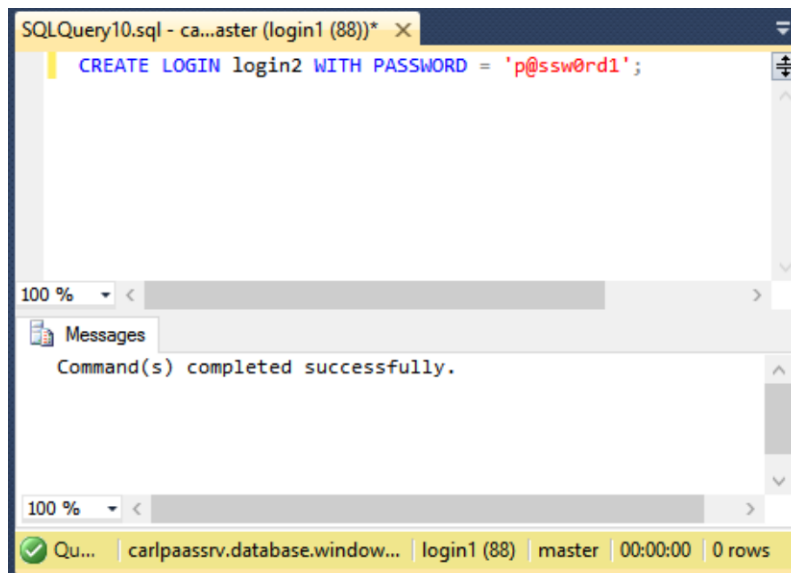 SQLQuery10.sql - ca...aster (login1 (88))*
CREATE LOGIN login2 WITH PASSWORD = 'p@ssw0rd1';
100 %
Messages
Command(s) completed successfully.
100 %
Qu... carlpaassrv.database.window... login1 (88) master 00:00:00 0 rows